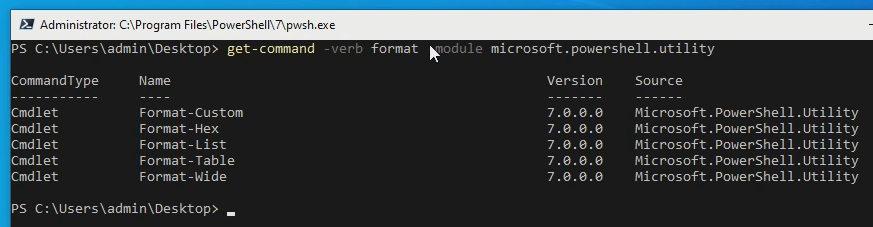 Administrator: C:\Program Files\PowerShell\7\pwsh.exe
PS C:\Users\admin\Desktop> get-command -verb format -module microsoft.powershell.utility
CommandType Name Version Source
----------- ---- ------- ------
Cmdlet Format-Custom 7.0.0.0 Microsoft.PowerShell.Utility
Cmdlet Format-Hex 7.0.0.0 Microsoft.PowerShell.Utility
Cmdlet Format-List 7.0.0.0 Microsoft.PowerShell.Utility
Cmdlet Format-Table 7.0.0.0 Microsoft.PowerShell.Utility
Cmdlet Format-Wide 7.0.0.0 Microsoft.PowerShell.Utility
PS C:\Users\admin\Desktop>